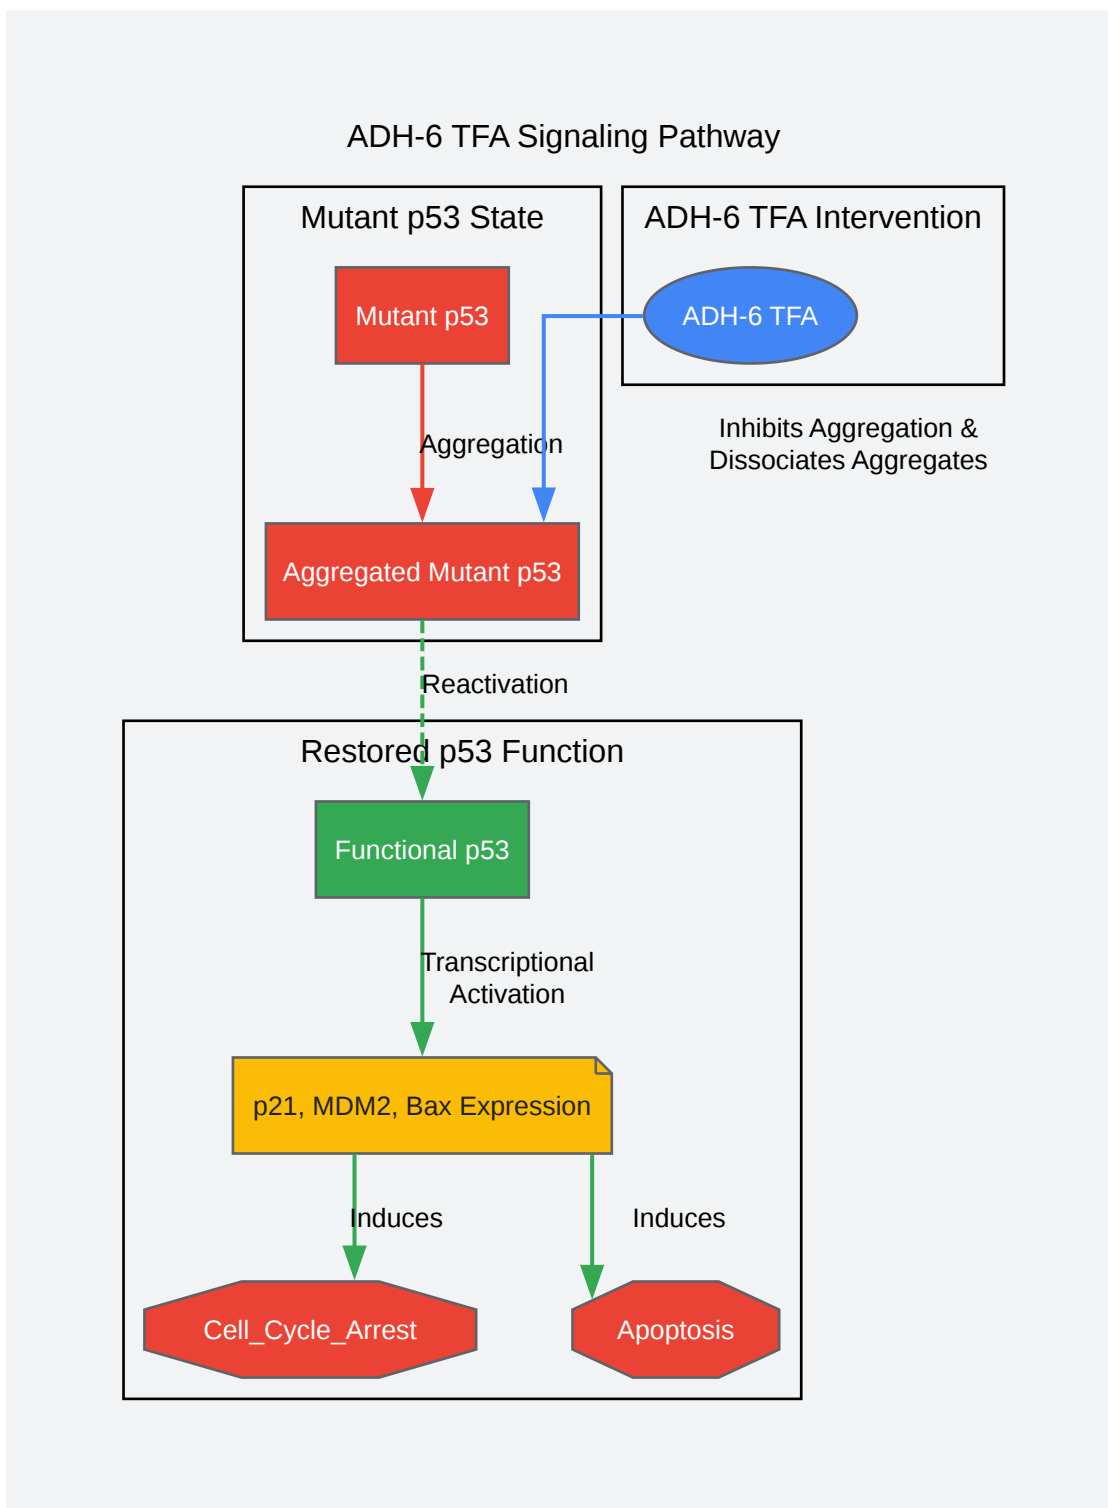 ADH-6 TFA Signaling Pathway
Mutant p53 State
ADH-6 TFA Intervention
Mutant p53
ADH-6 TFA
Aggregation
Inhibits Aggregation &
Dissociates Aggregates
Aggregated Mutant p53
Reactivation
Restored p53 Function
Functional p53
Transcriptional
Activation
p21, MDM2, Bax Expression
Induces
Induces
Cell_Cycle_Arrest
Apoptosis